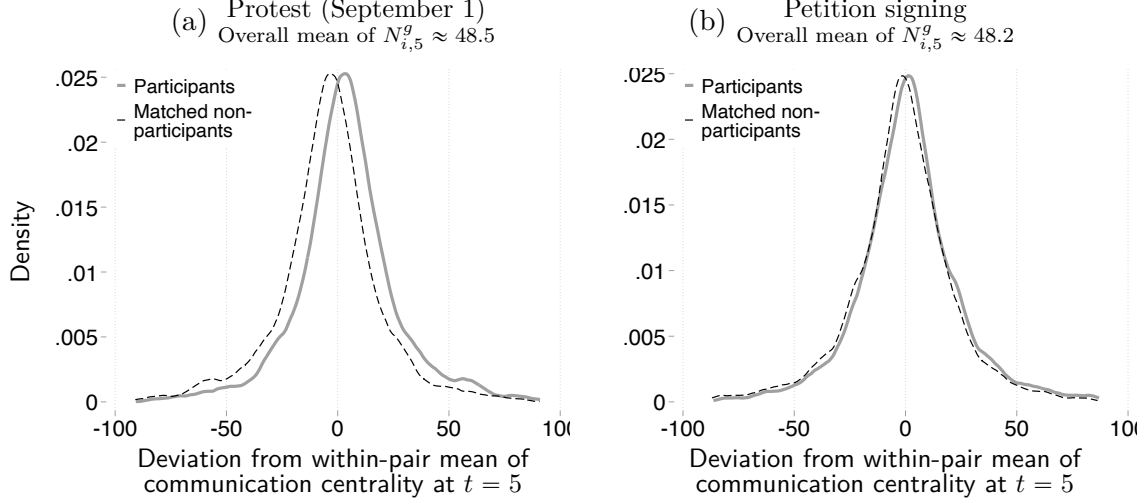 (a) Protest (September 1)
Overall mean of N^g_{i,5} ≈ 48.5
.025
.02
.015
.01
.005
0
Density
Participants
Matched non-
participants
-100
-50
0
50
100
Deviation from within-pair mean of
communication centrality at t = 5
(b) Petition signing
Overall mean of N^g_{i,5} ≈ 48.2
.025
.02
.015
.01
.005
0
Participants
Matched non-
participants
-100
-50
0
50
100
Deviation from within-pair mean of
communication centrality at t = 5